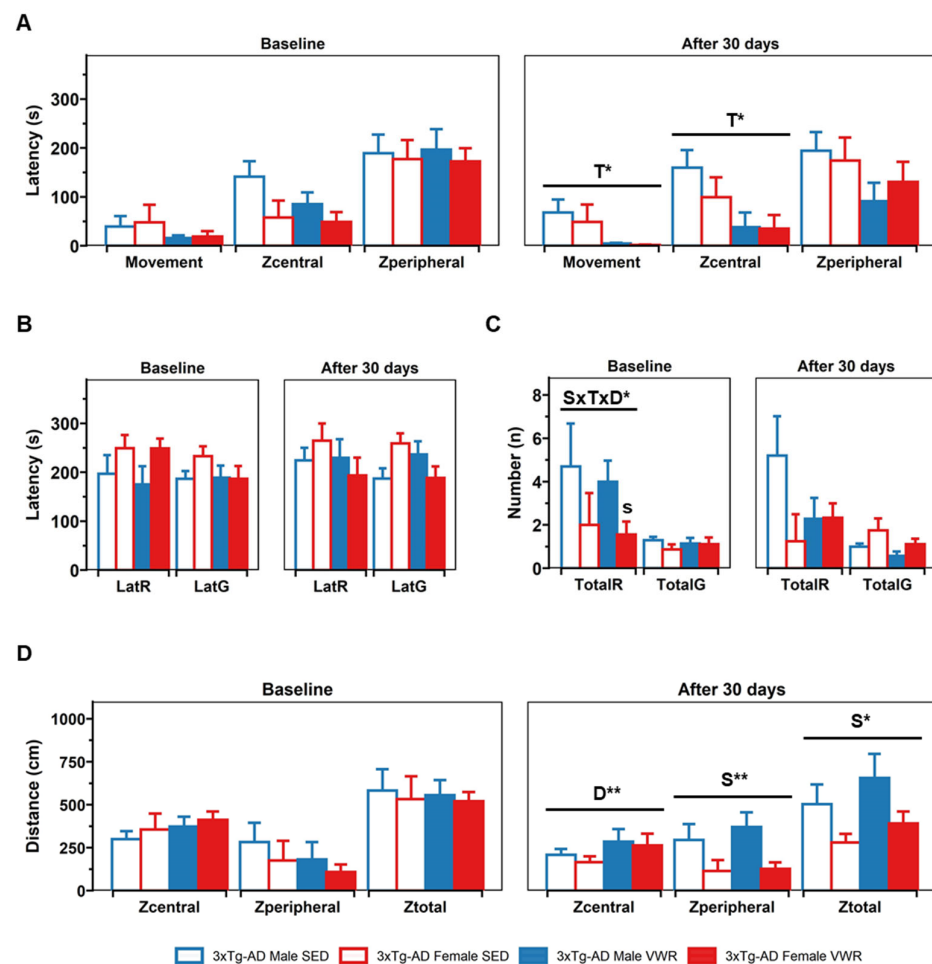 A
Baseline
After 30 days
Latency (s)
300
200
100
0
T*
T*
Movement Zcentral Zperipheral
Movement Zcentral Zperipheral
B
Baseline
After 30 days
Latency (s)
300
200
100
0
LatR LatG
LatR LatG
C
Baseline
After 30 days
Number (n)
8
6
4
2
0
SxTxD*
s
TotalR TotalG
TotalR TotalG
D
Baseline
After 30 days
Distance (cm)
1000
750
500
250
0
D**
S**
S*
Zcentral Zperipheral Ztotal
Zcentral Zperipheral Ztotal
3xTg-AD Male SED 3xTg-AD Female SED 3xTg-AD Male VWR 3xTg-AD Female VWR